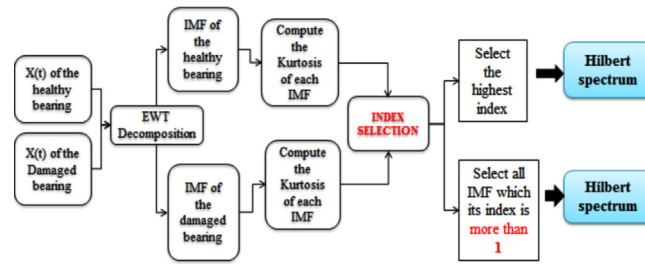 X(t) of the
healthy
bearing
X(t) of the
Damaged
bearing
EWT
Decomposition
IMF of
the
healthy
bearing
IMF of
the
damaged
bearing
Compute
the
Kurtosis
of each
IMF
Compute
the
Kurtosis
of each
IMF
INDEX
SELECTION
Select
the
highest
index
Select all
IMF which
its index is
more than
1
Hilbert
spectrum
Hilbert
spectrum